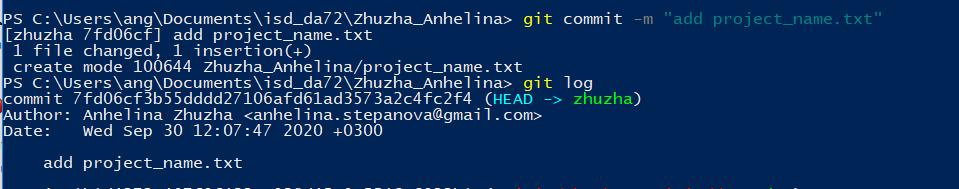 PS C:\Users\ang\Documents\isd_da72\Zhuzha_Anhelina> git commit -m "add project_name.txt"
[zhuzha 7fd06cf] add project_name.txt
 1 file changed, 1 insertion(+)
 create mode 100644 Zhuzha_Anhelina/project_name.txt
PS C:\Users\ang\Documents\isd_da72\Zhuzha_Anhelina> git log
commit 7fd06cf3b55dddd27106afd61ad3573a2c4fc2f4 (HEAD -> zhuzha)
Author: Anhelina Zhuzha <anhelina.stepanova@gmail.com>
Date:   Wed Sep 30 12:07:47 2020 +0300

    add project_name.txt